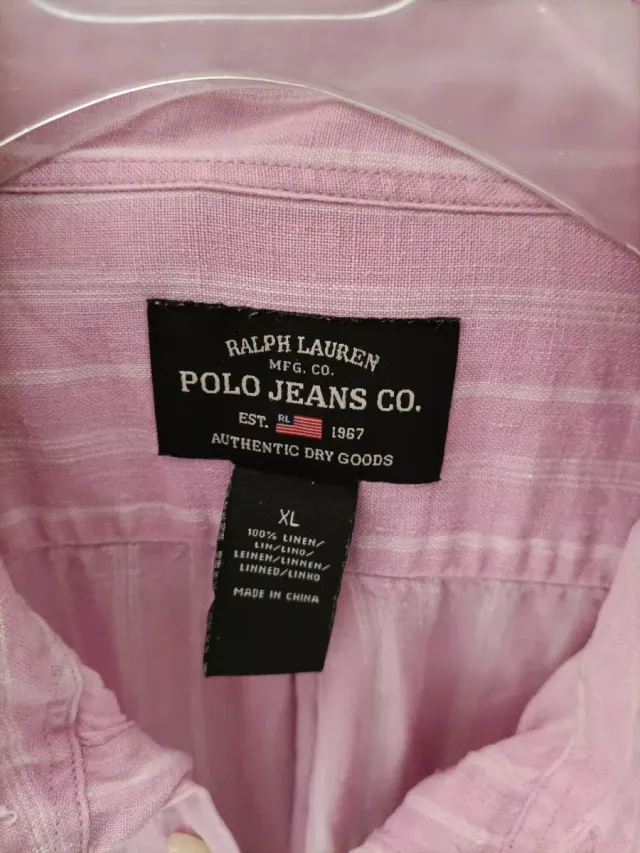 RALPH LAUREN
MFG. CO.
POLO JEANS CO.
EST. RL 1967
AUTHENTIC DRY GOODS
XL
100% LINEN/
LIN/LINO/
LEINEN/LINNEN/
LINNED/LINHO
MADE IN CHINA